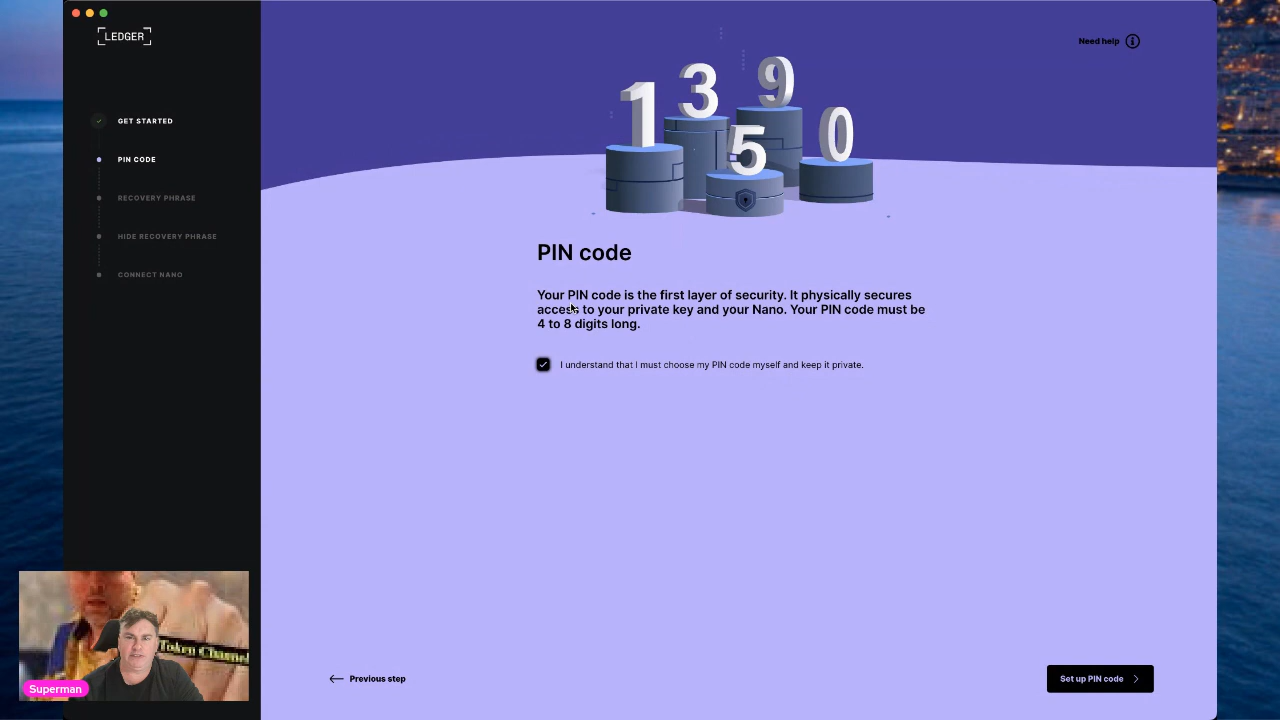 LEDGER
GET STARTED
PIN CODE
RECOVERY PHRASE
HIDE RECOVERY PHRASE
CONNECT NANO
Need help
1 3 9 5 0
PIN code
Your PIN code is the first layer of security. It physically secures
access to your private key and your Nano. Your PIN code must be
4 to 8 digits long.
I understand that I must choose my PIN code myself and keep it private.
Previous step
Set up PIN code
Token Channel
Superman